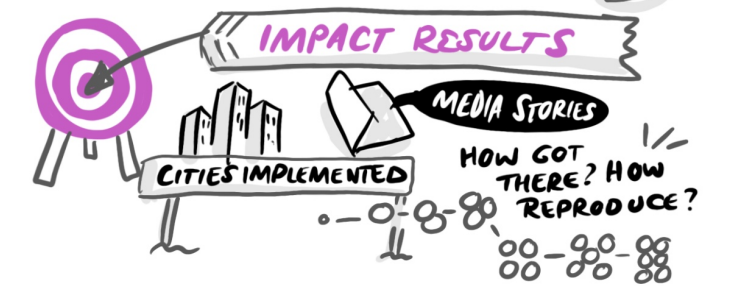 IMPACT RESULTS
MEDIA STORIES
CITIES IMPLEMENTED
HOW GOT
THERE? HOW
REPRODUCE?